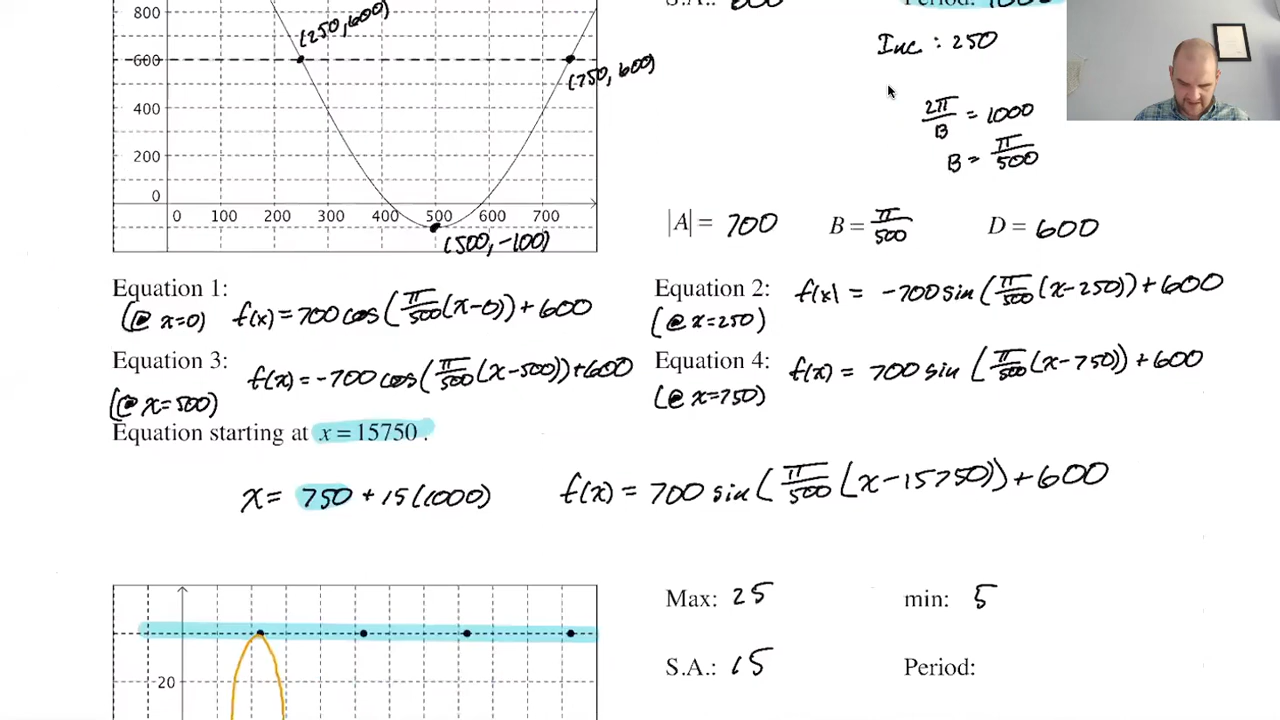 S.A.: 600
Period: 1000
800
(250,600)
Inc. : 250
600
(750, 600)
400
2π/B = 1000
B = π/500
200
0
0 100 200 300 400 500 600 700
(500, -100)
|A| = 700 B = π/500 D = 600
Equation 1: f(x) = 700 cos(π/500(x-0)) + 600
(@ x=0)
Equation 2: f(x) = -700 sin(π/500(x-250)) + 600
(@ x=250)
Equation 3: f(x) = -700 cos(π/500(x-500)) + 600
(@ x=500)
Equation 4: f(x) = 700 sin(π/500(x-750)) + 600
(@ x=750)
Equation starting at x = 15750 .
x = 750 + 15(1000) f(x) = 700 sin(π/500(x-15750)) + 600
Max: 25 min: 5
S.A.: 15 Period:
20